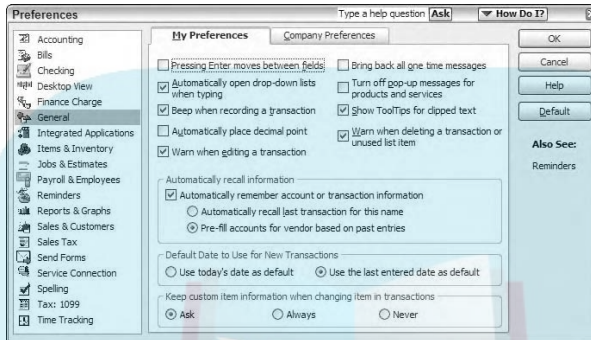 Preferences
Type a help question Ask How Do I?
Accounting
Bills
Checking
Desktop View
Finance Charge
General
Integrated Applications
Items & Inventory
Jobs & Estimates
Payroll & Employees
Reminders
Reports & Graphs
Sales & Customers
Sales Tax
Send Forms
Service Connection
Spelling
Tax: 1099
Time Tracking
My Preferences
Company Preferences
Pressing Enter moves between fields
Automatically open drop-down lists
when typing
Beep when recording a transaction
Automatically place decimal point
Warn when editing a transaction
Bring back all one time messages
Turn off pop-up messages for
products and services
Show ToolTips for clipped text
Warn when deleting a transaction or
unused list item
Automatically recall information
Automatically remember account or transaction information
Automatically recall last transaction for this name
Pre-fill accounts for vendor based on past entries
Default Date to Use for New Transactions
Use today's date as default Use the last entered date as default
Keep custom item information when changing item in transactions
Ask Always Never
OK
Cancel
Help
Default
Also See:
Reminders